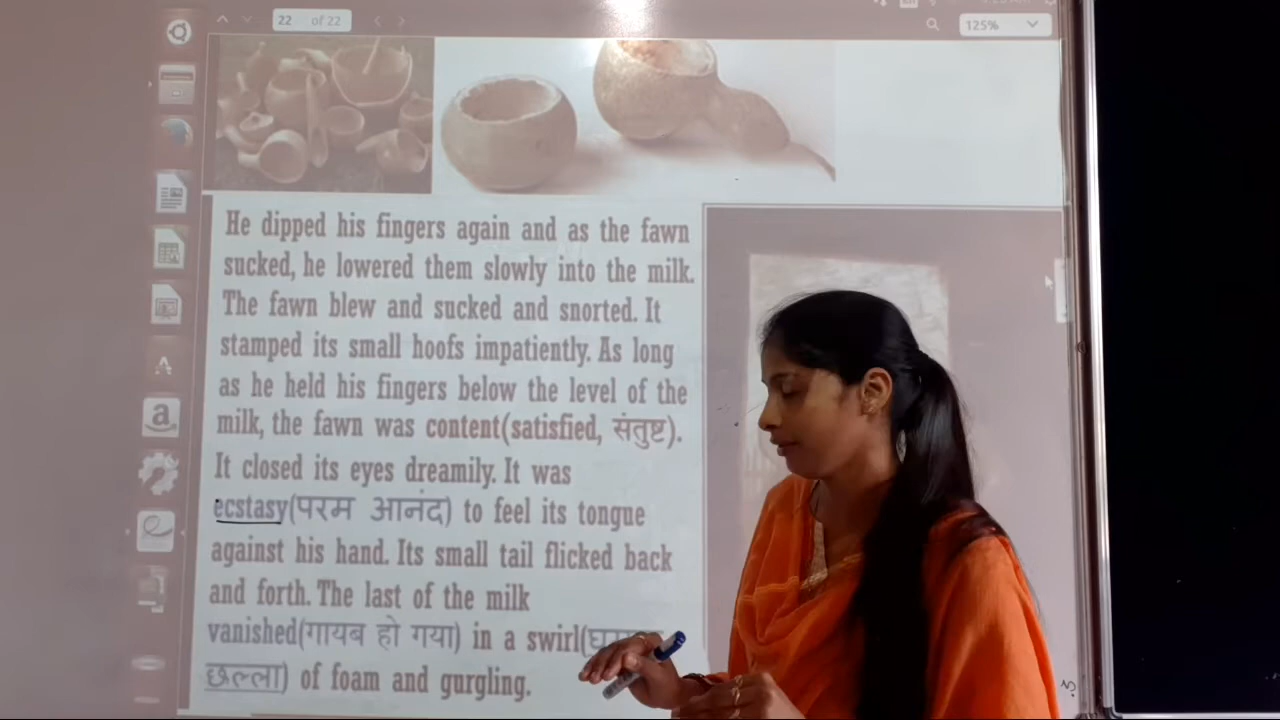 22 of 22
125%
He dipped his fingers again and as the fawn
sucked, he lowered them slowly into the milk.
The fawn blew and sucked and snorted. It
stamped its small hoofs impatiently. As long
as he held his fingers below the level of the
milk, the fawn was content(satisfied, संतुष्ट).
It closed its eyes dreamily. It was
ecstasy(परम आनंद) to feel its tongue
against his hand. Its small tail flicked back
and forth. The last of the milk
vanished(गायब हो गया) in a swirl(
छल्ला) of foam and gurgling.